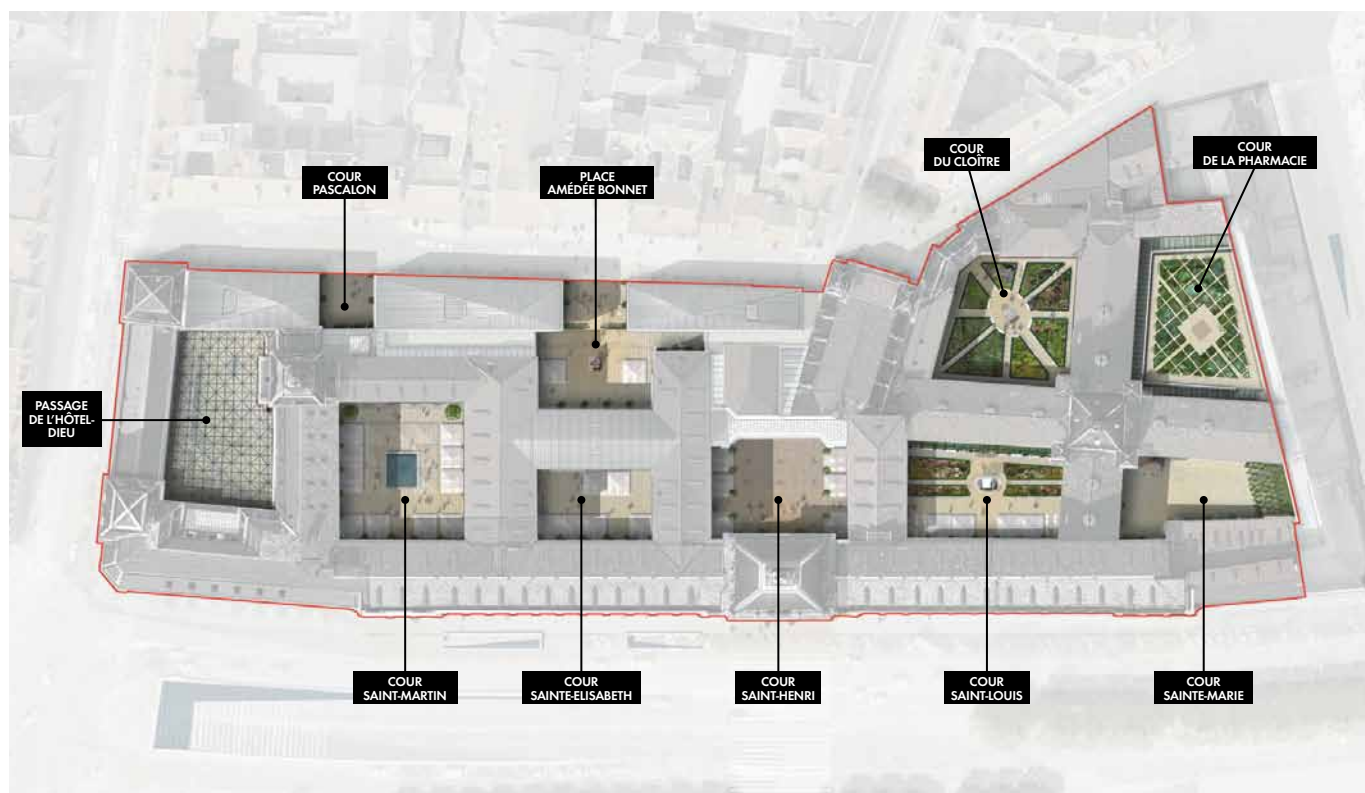 COUR
PASCALON
PLACE
AMÉDÉE BONNET
COUR
DU CLOÎTRE
COUR
DE LA PHARMACIE
PASSAGE
DE L'HÔTEL-
DIEU
COUR
SAINT-MARTIN
COUR
SAINTE-ELISABETH
COUR
SAINT-HENRI
COUR
SAINT-LOUIS
COUR
SAINTE-MARIE